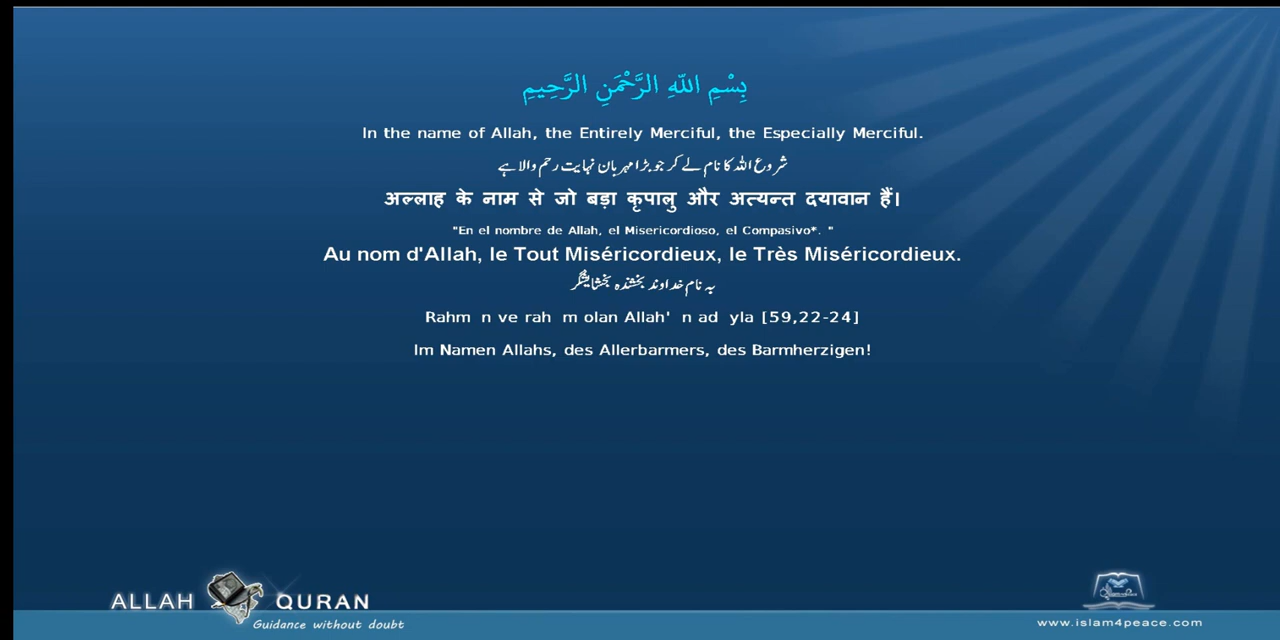 بِسْمِ اللّهِ الرَّحْمَنِ الرَّحِيمِ
In the name of Allah, the Entirely Merciful, the Especially Merciful.
شروع الله کا نام لے کر جو بڑا مہربان نہایت رحم والا ہے
अल्लाह के नाम से जो बड़ा कृपालु और अत्यन्त दयावान हैं।
"En el nombre de Allah, el Misericordioso, el Compasivo*. "
Au nom d'Allah, le Tout Miséricordieux, le Très Miséricordieux.
به نام خداوند بخشنده بخشایشگر
Rahm n ve rah m olan Allah' n ad yla [59,22-24]
Im Namen Allahs, des Allerbarmers, des Barmherzigen!
ALLAH QURAN
Guidance without doubt
www.islam4peace.com